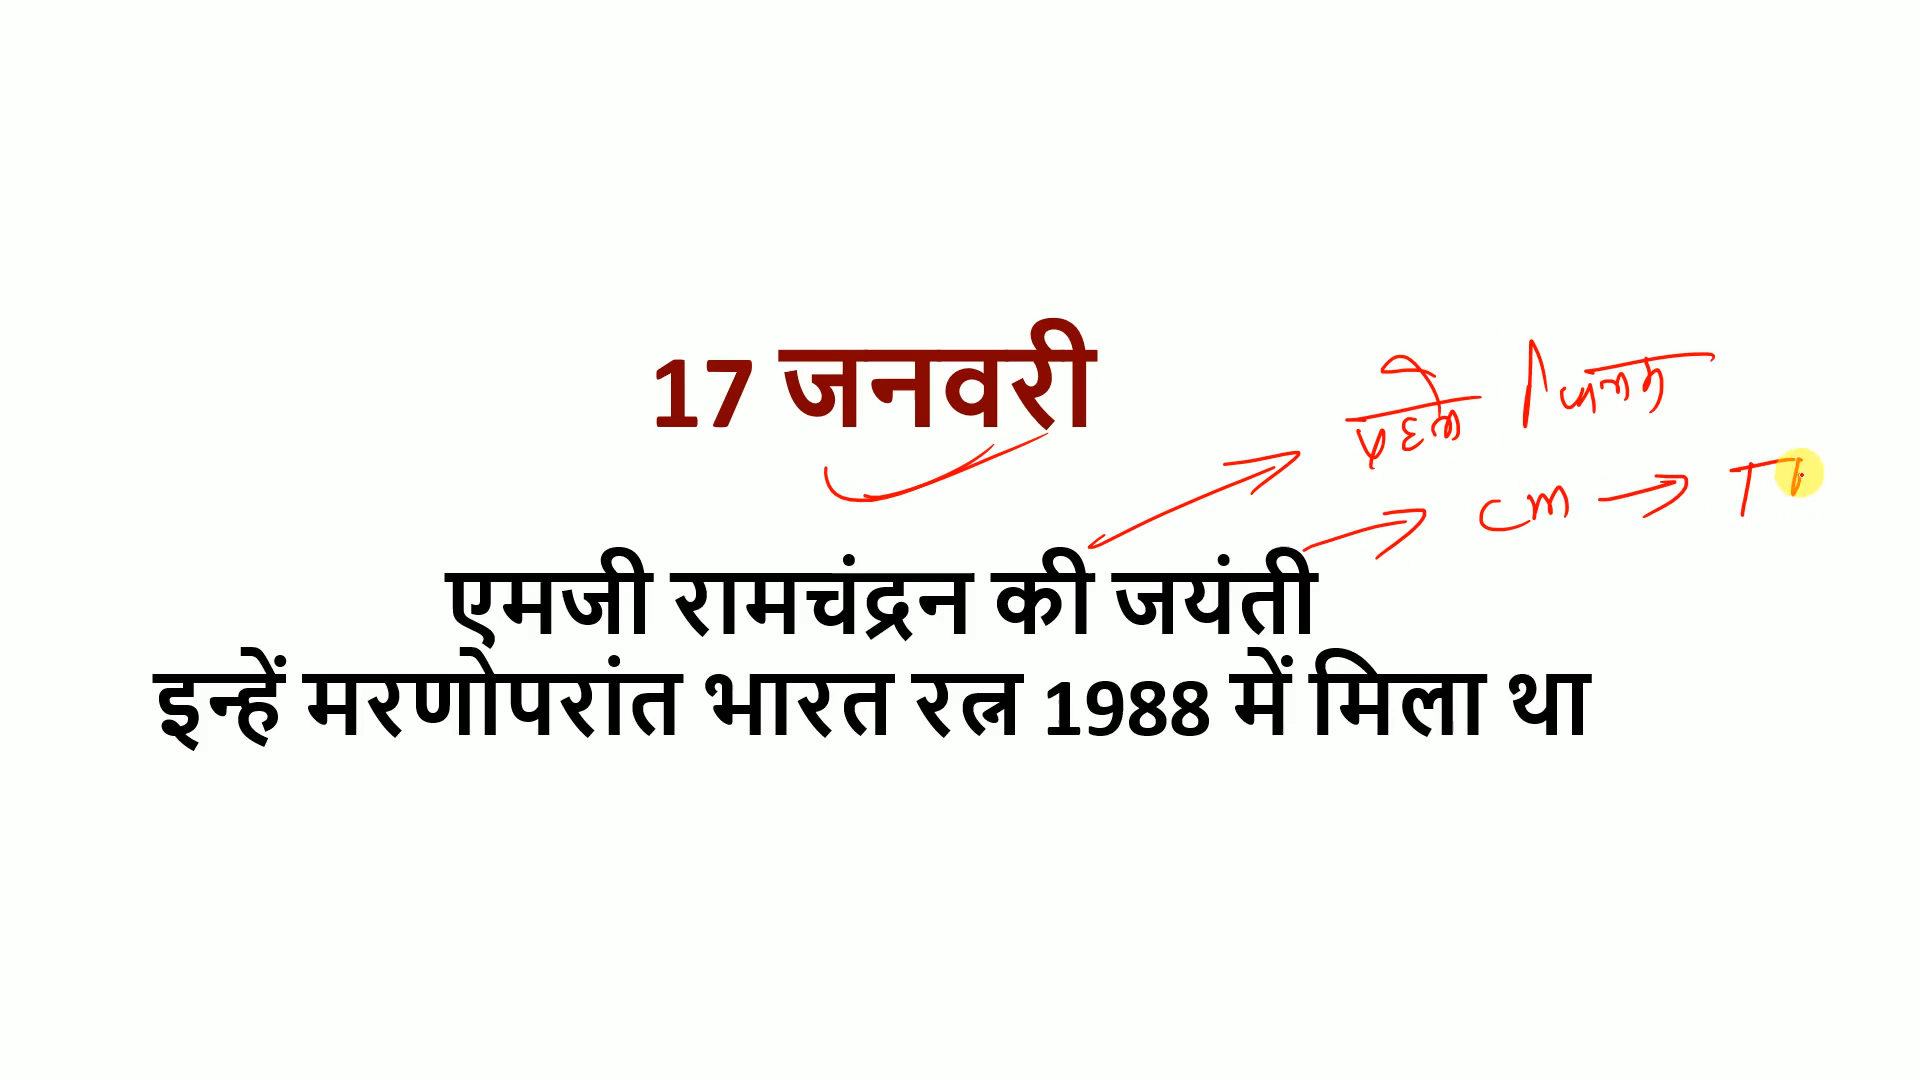 17 जनवरी
CM → T
एमजी रामचंद्रन की जयंती
इन्हें मरणोपरांत भारत रत्न 1988 में मिला था